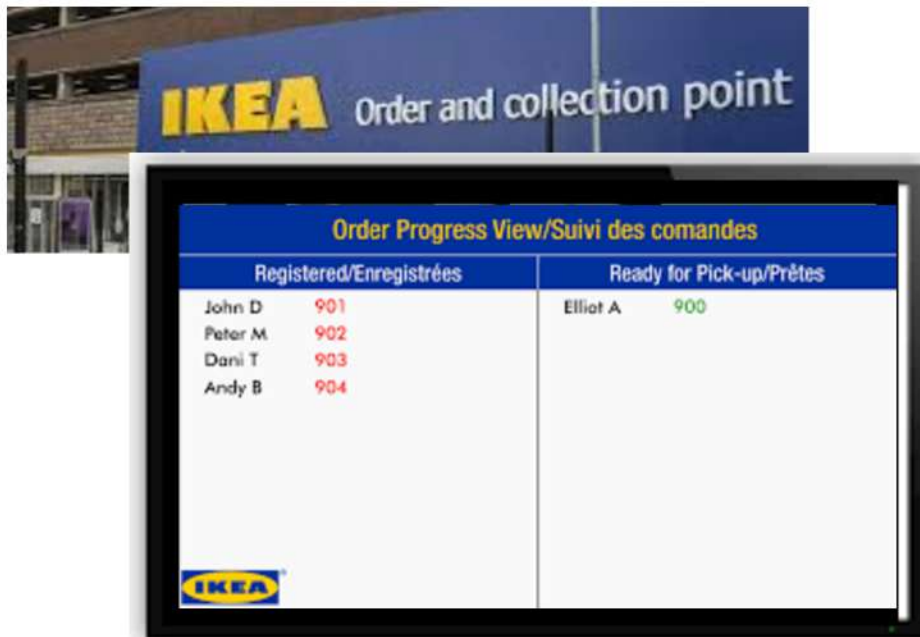 IKEA Order and collection point
Order Progress View/Suivi des comandes
Registered/Enregistrées
Ready for Pick-up/Prêtes
John D 901
Peter M 902
Dani T 903
Andy B 904
Elliot A 900
IKEA